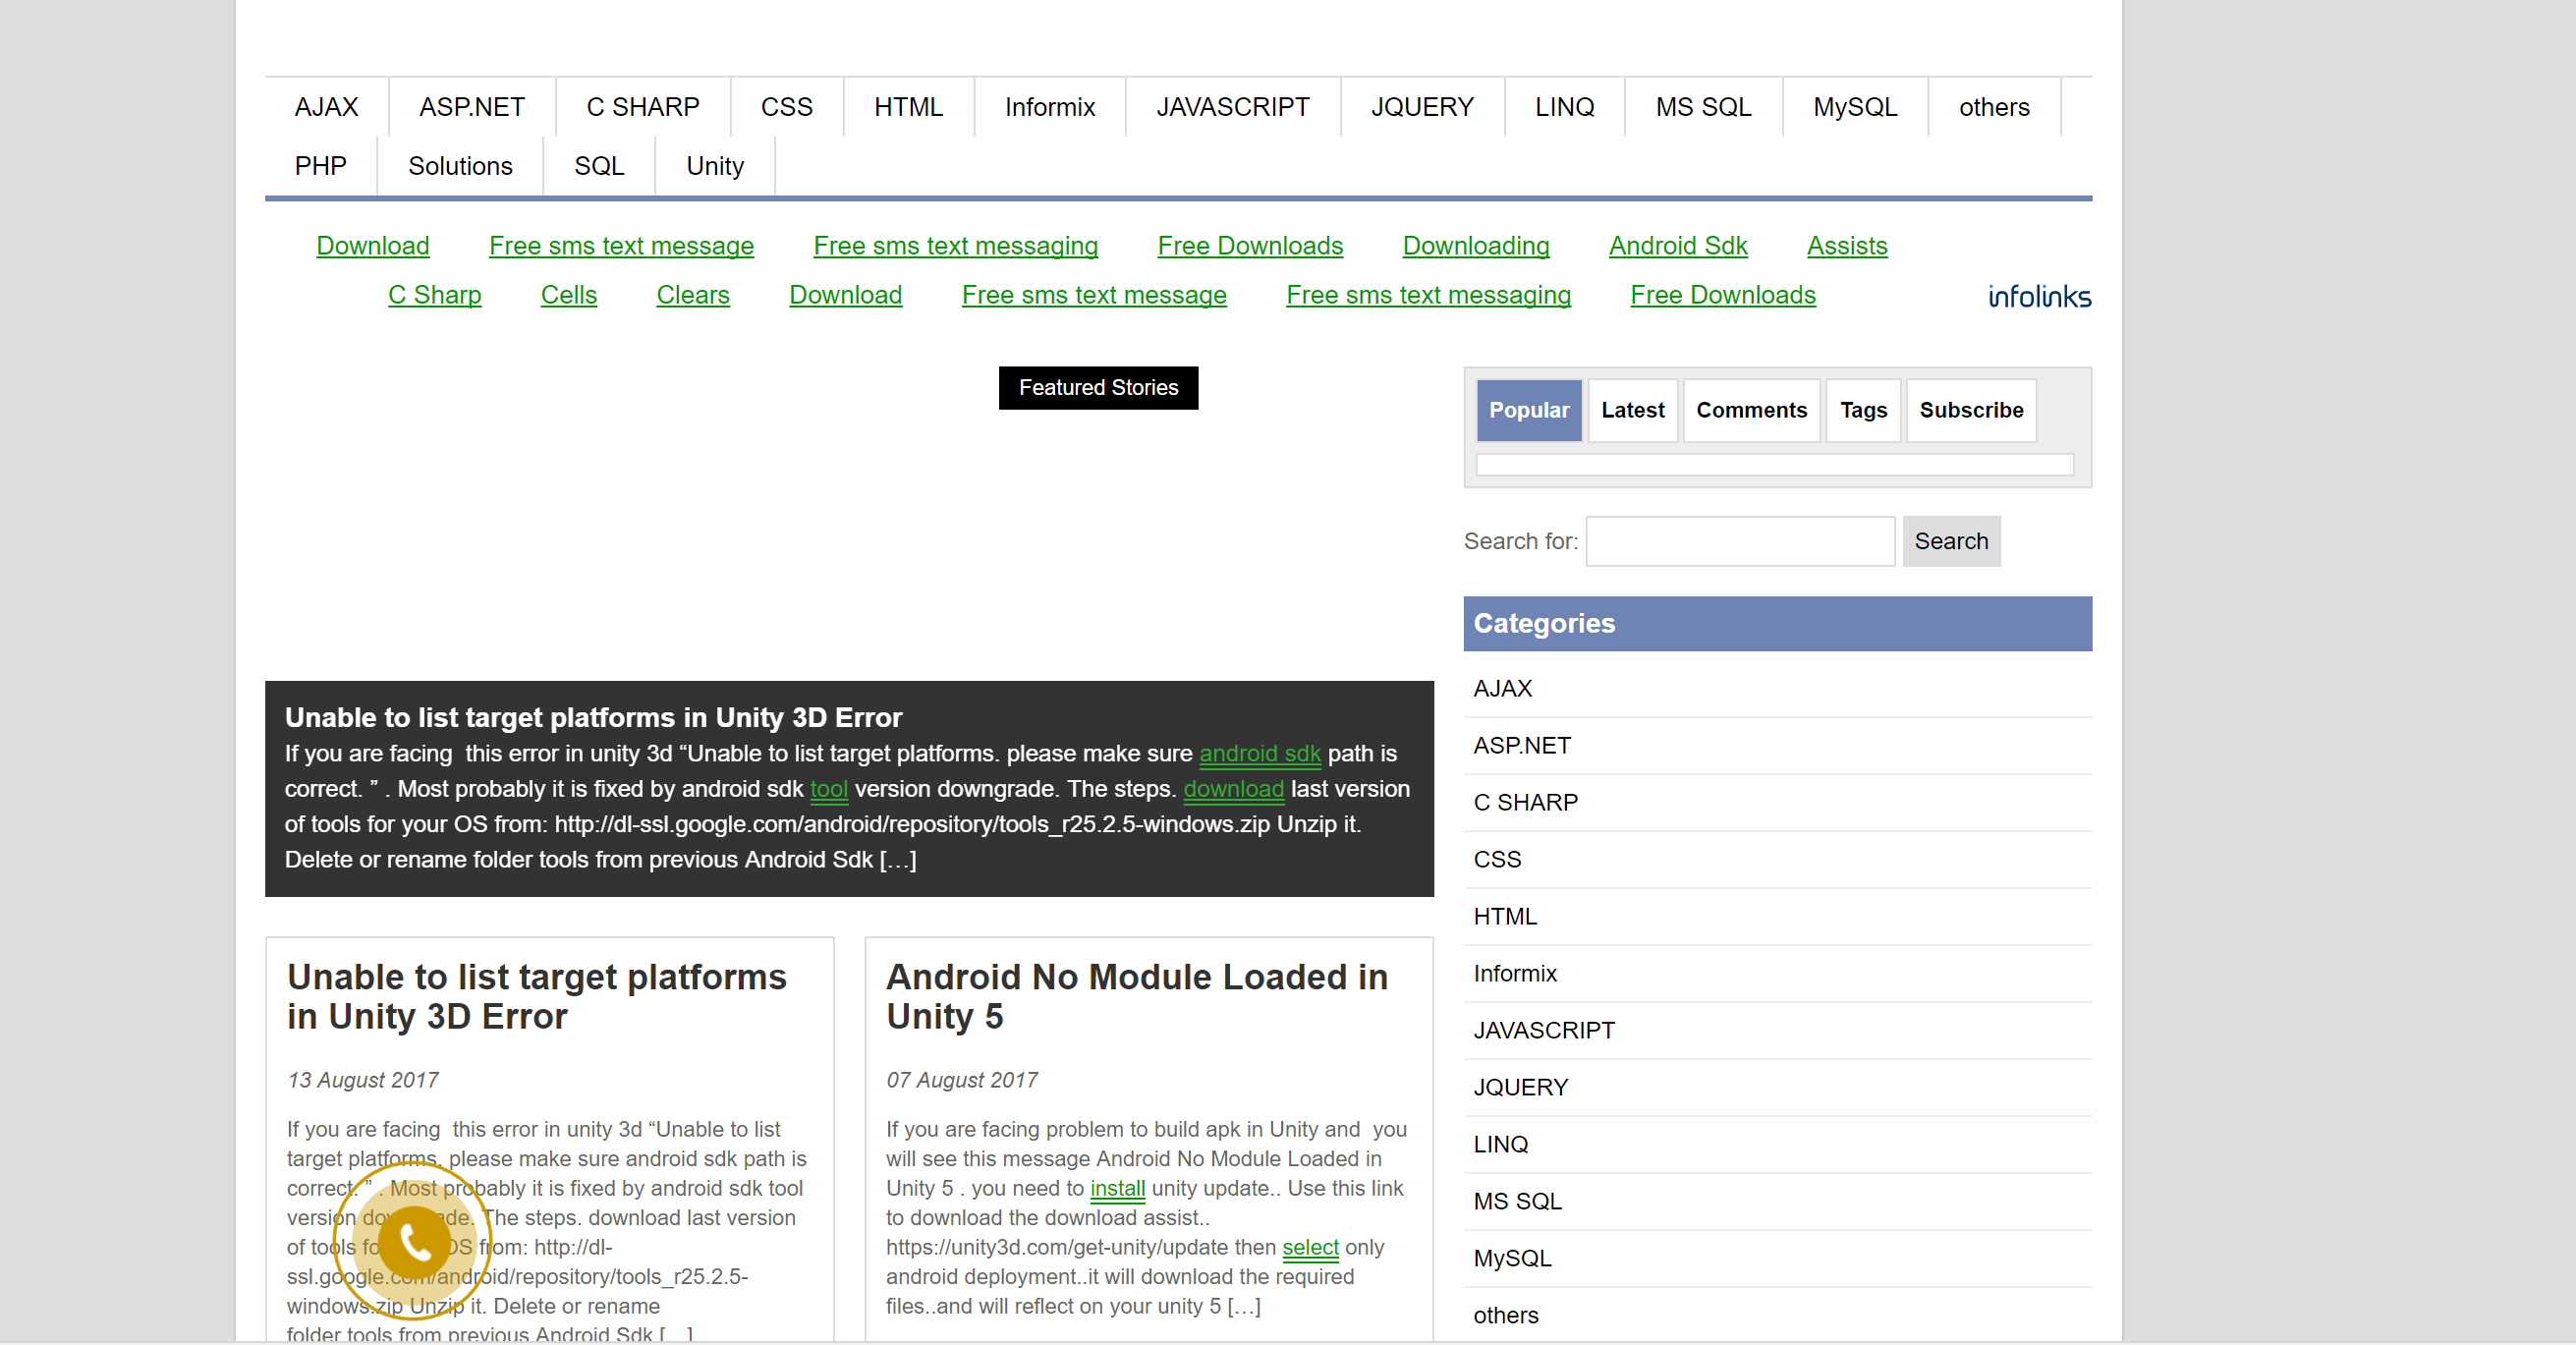 AJAX ASP.NET C SHARP CSS HTML Informix JAVASCRIPT JQUERY LINQ MS SQL MySQL others
PHP Solutions SQL Unity
Download Free sms text message Free sms text messaging Free Downloads Downloading Android Sdk Assists
C Sharp Cells Clears Download Free sms text message Free sms text messaging Free Downloads
infolinks
Featured Stories
Unable to list target platforms in Unity 3D Error
If you are facing  this error in unity 3d “Unable to list target platforms. please make sure android sdk path is
correct. ” . Most probably it is fixed by android sdk tool version downgrade. The steps. download last version
of tools for your OS from: http://dl-ssl.google.com/android/repository/tools_r25.2.5-windows.zip Unzip it.
Delete or rename folder tools from previous Android Sdk […]
Unable to list target platforms
in Unity 3D Error
13 August 2017
If you are facing  this error in unity 3d “Unable to list
target platforms. please make sure android sdk path is
correct. ” . Most probably it is fixed by android sdk tool
version downgrade. The steps. download last version
of tools for your OS from: http://dl-
ssl.google.com/android/repository/tools_r25.2.5-
windows.zip Unzip it. Delete or rename
folder tools from previous Android Sdk […]
Android No Module Loaded in
Unity 5
07 August 2017
If you are facing problem to build apk in Unity and  you
will see this message Android No Module Loaded in
Unity 5 . you need to install unity update.. Use this link
to download the download assist..
https://unity3d.com/get-unity/update then select only
android deployment..it will download the required
files..and will reflect on your unity 5 […]
Popular Latest Comments Tags Subscribe
Search for: Search
Categories
AJAX
ASP.NET
C SHARP
CSS
HTML
Informix
JAVASCRIPT
JQUERY
LINQ
MS SQL
MySQL
others